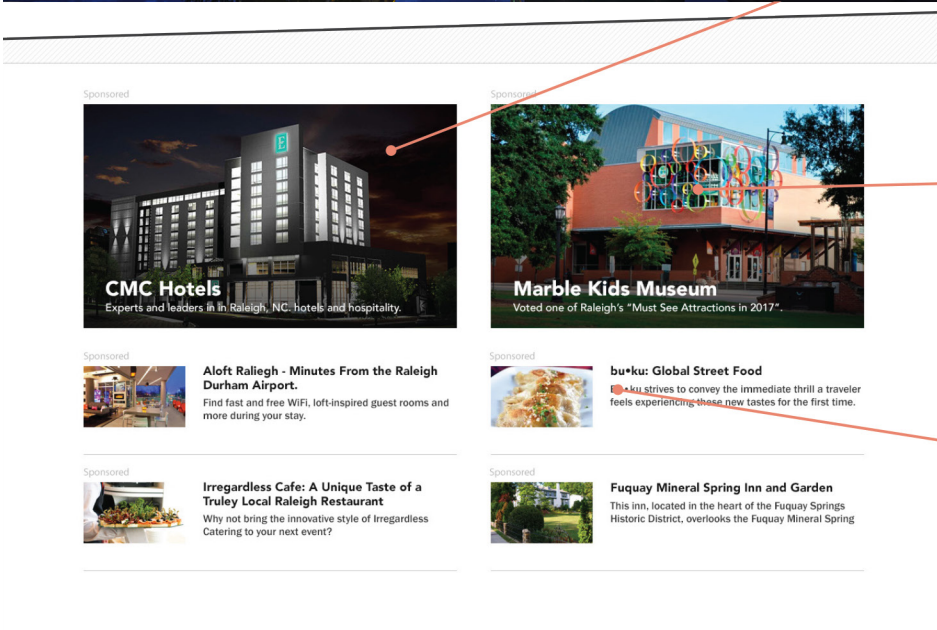 Sponsored
E
CMC Hotels
Experts and leaders in in Raleigh, NC. hotels and hospitality.
Sponsored
Marble Kids Museum
Voted one of Raleigh's "Must See Attractions in 2017".
Sponsored
Aloft Raliegh - Minutes From the Raleigh
Durham Airport.
Find fast and free WiFi, loft-inspired guest rooms and
more during your stay.
Sponsored
bu•ku: Global Street Food
Bu•ku strives to convey the immediate thrill a traveler
feels experiencing these new tastes for the first time.
Sponsored
Irregardless Cafe: A Unique Taste of a
Truley Local Raleigh Restaurant
Why not bring the innovative style of Irregardless
Catering to your next event?
Sponsored
Fuquay Mineral Spring Inn and Garden
This inn, located in the heart of the Fuquay Springs
Historic District, overlooks the Fuquay Mineral Spring